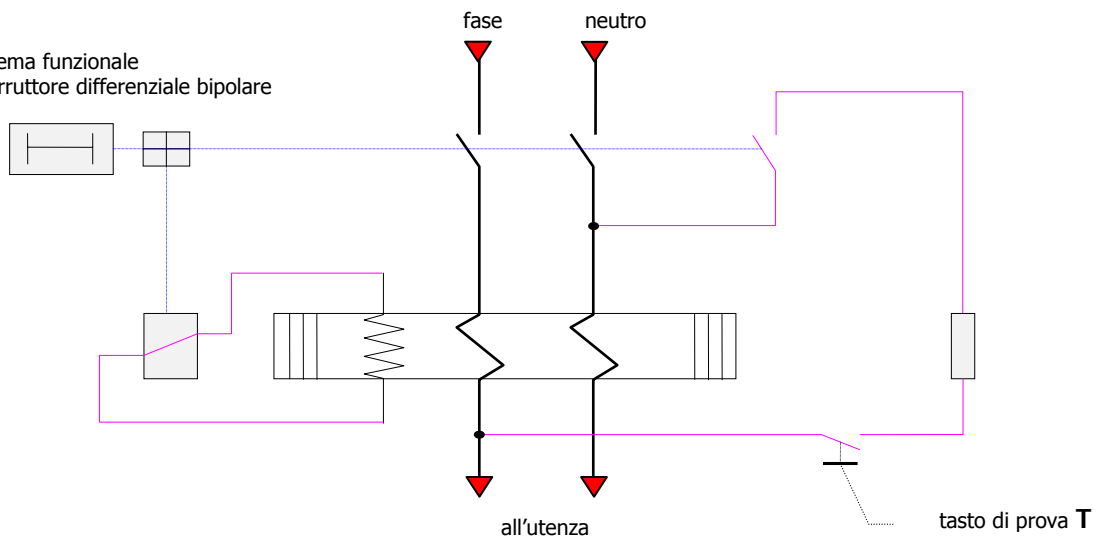 fase neutro
ema funzionale
rruttore differenziale bipolare
all'utenza
tasto di prova T